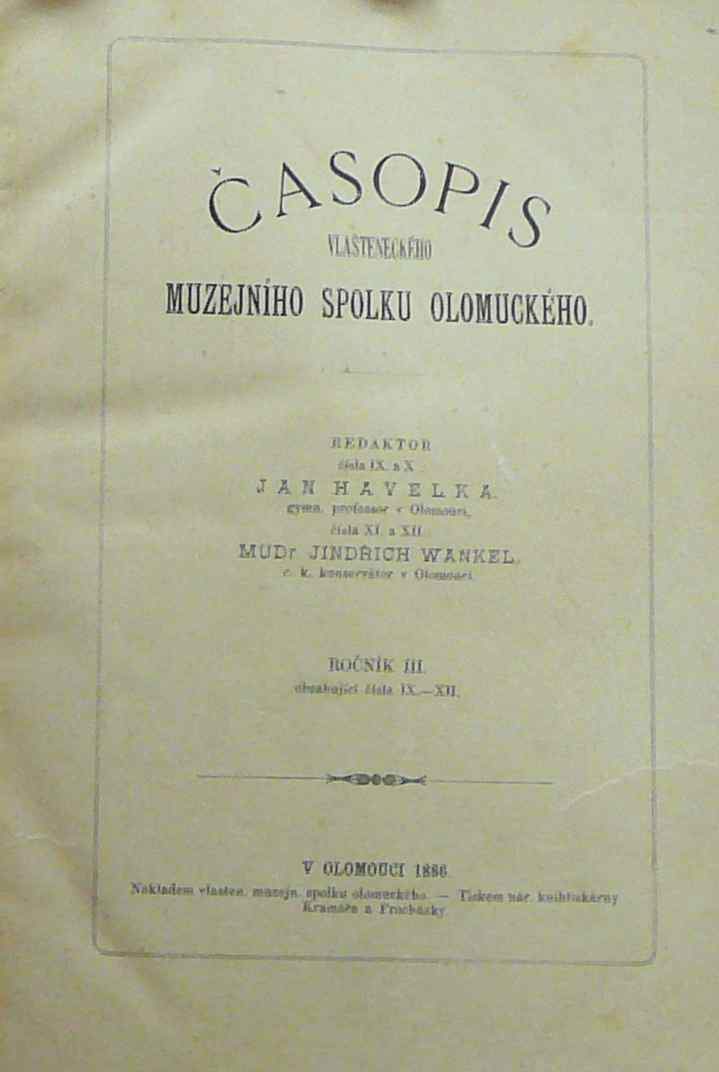 ČASOPIS
VLASTENECKÉHO
MUZEJNÍHO SPOLKU OLOMUCKÉHO.
REDAKTOR
čísla IX. a X.
JAN HAVELKA.
gymn. professor v Olomouci,
čísla XI. a XII.
MUDr JINDŘICH WANKEL.
c. k. konservátor v Olomouci.
ROČNÍK III.
obsahující čísla IX.—XII.
V OLOMOUCI 1886.
Nákladem vlasten. muzejn. spolku olomuckého. — Tiskem nár. knihtiskárny
Kramáře a Procházky.